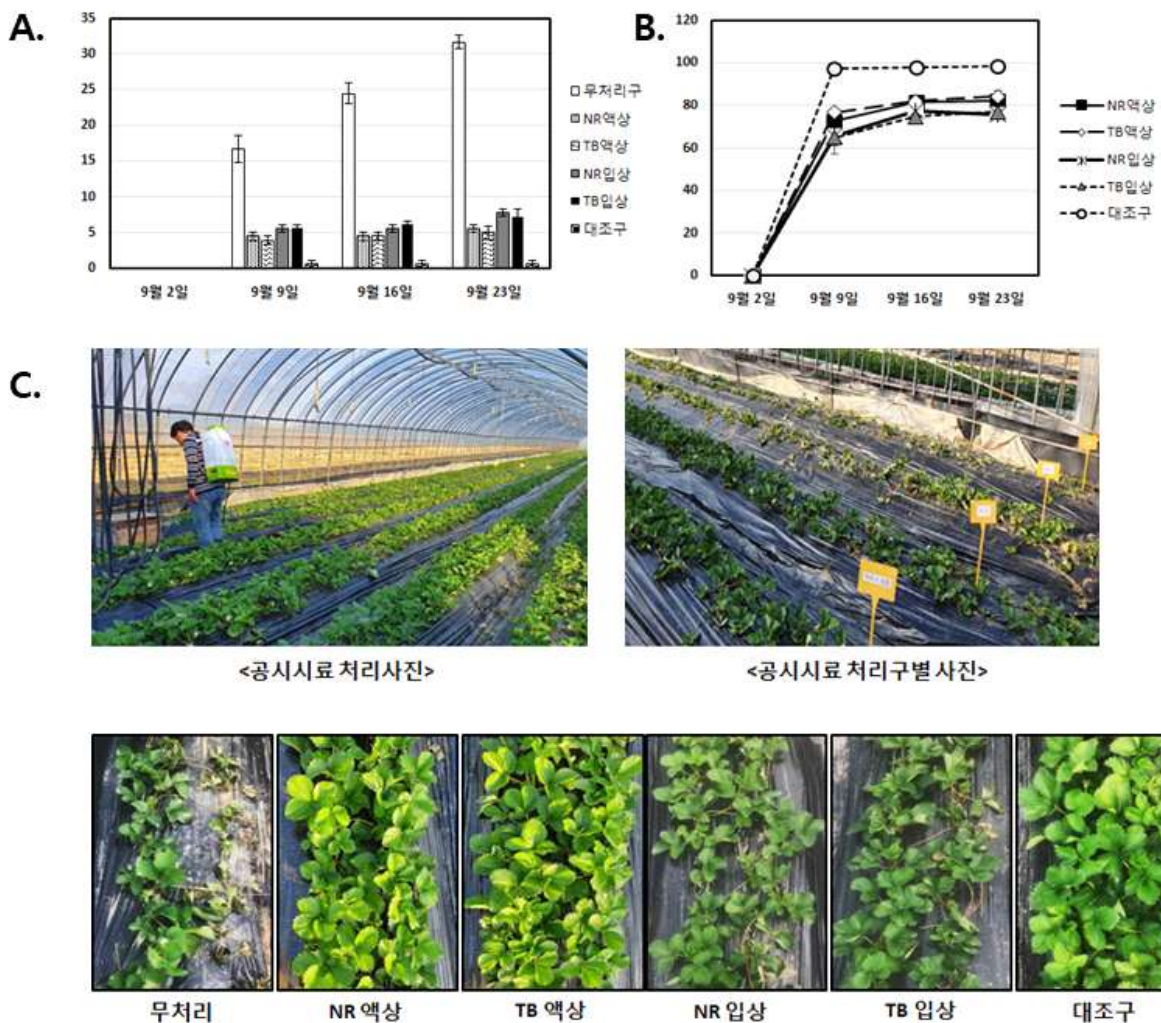 A.
35
30
25
20
15
10
5
0
9월 2일 9월 9일 9월 16일 9월 23일
무처리구
NR액상
TB액상
NR입상
TB입상
대조구
B.
120
100
80
60
40
20
0
9월 2일 9월 9일 9월 16일 9월 23일
NR액상
TB액상
NR입상
TB입상
대조구
C.
<공시시료 처리사진>
<공시시료 처리구별 사진>
무처리 NR 액상 TB 액상 NR 입상 TB 입상 대조구